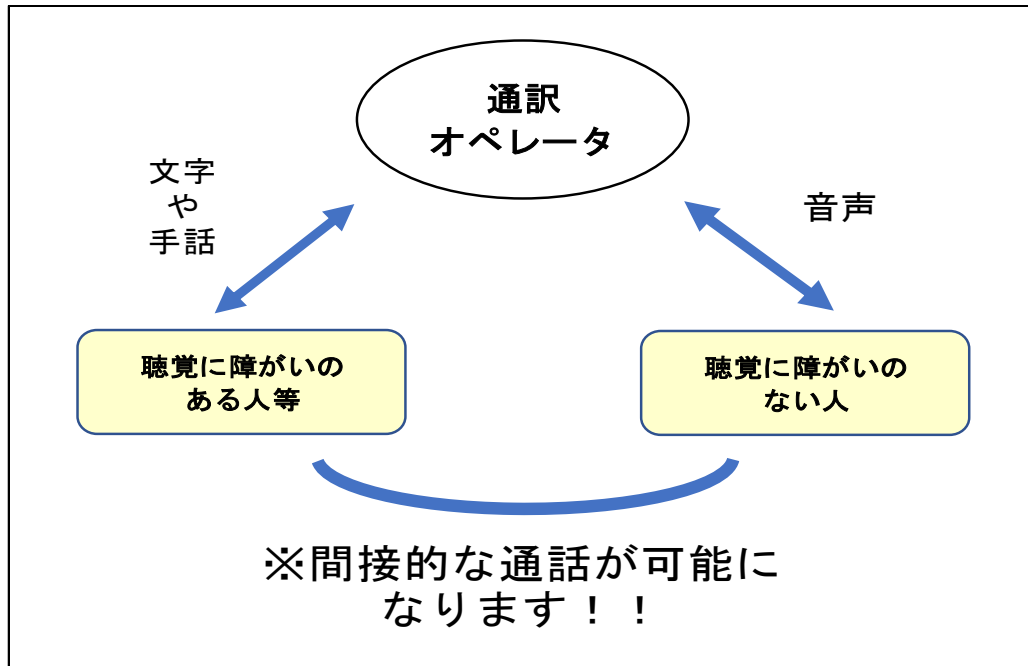 通訳
オペレータ
文字
や
手話
音声
聴覚に障がいの
ある人等
聴覚に障がいの
ない人
※間接的な通話が可能に
なります！！